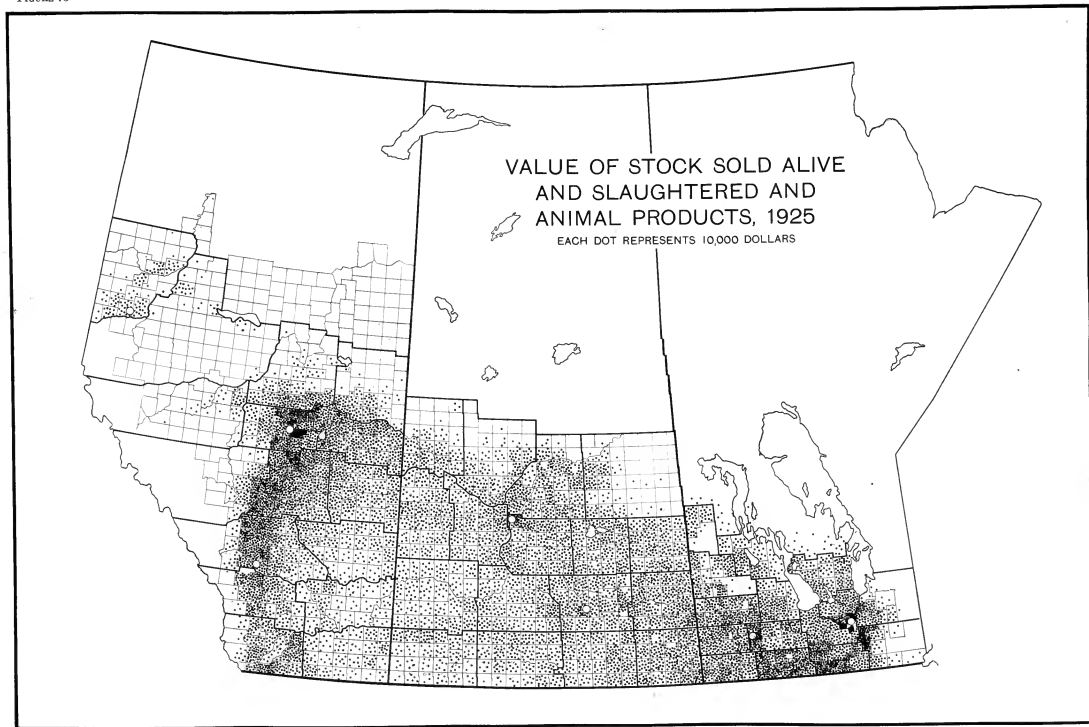 VALUE OF STOCK SOLD ALIVE
AND SLAUGHTERED AND
ANIMAL PRODUCTS, 1925
EACH DOT REPRESENTS 10,000 DOLLARS